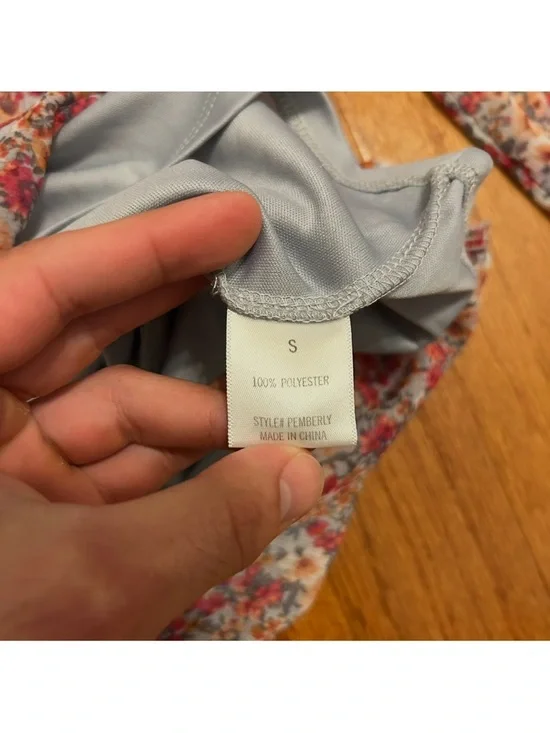 S
100% POLYESTER
STYLE# PEMBERLY
MADE IN CHINA